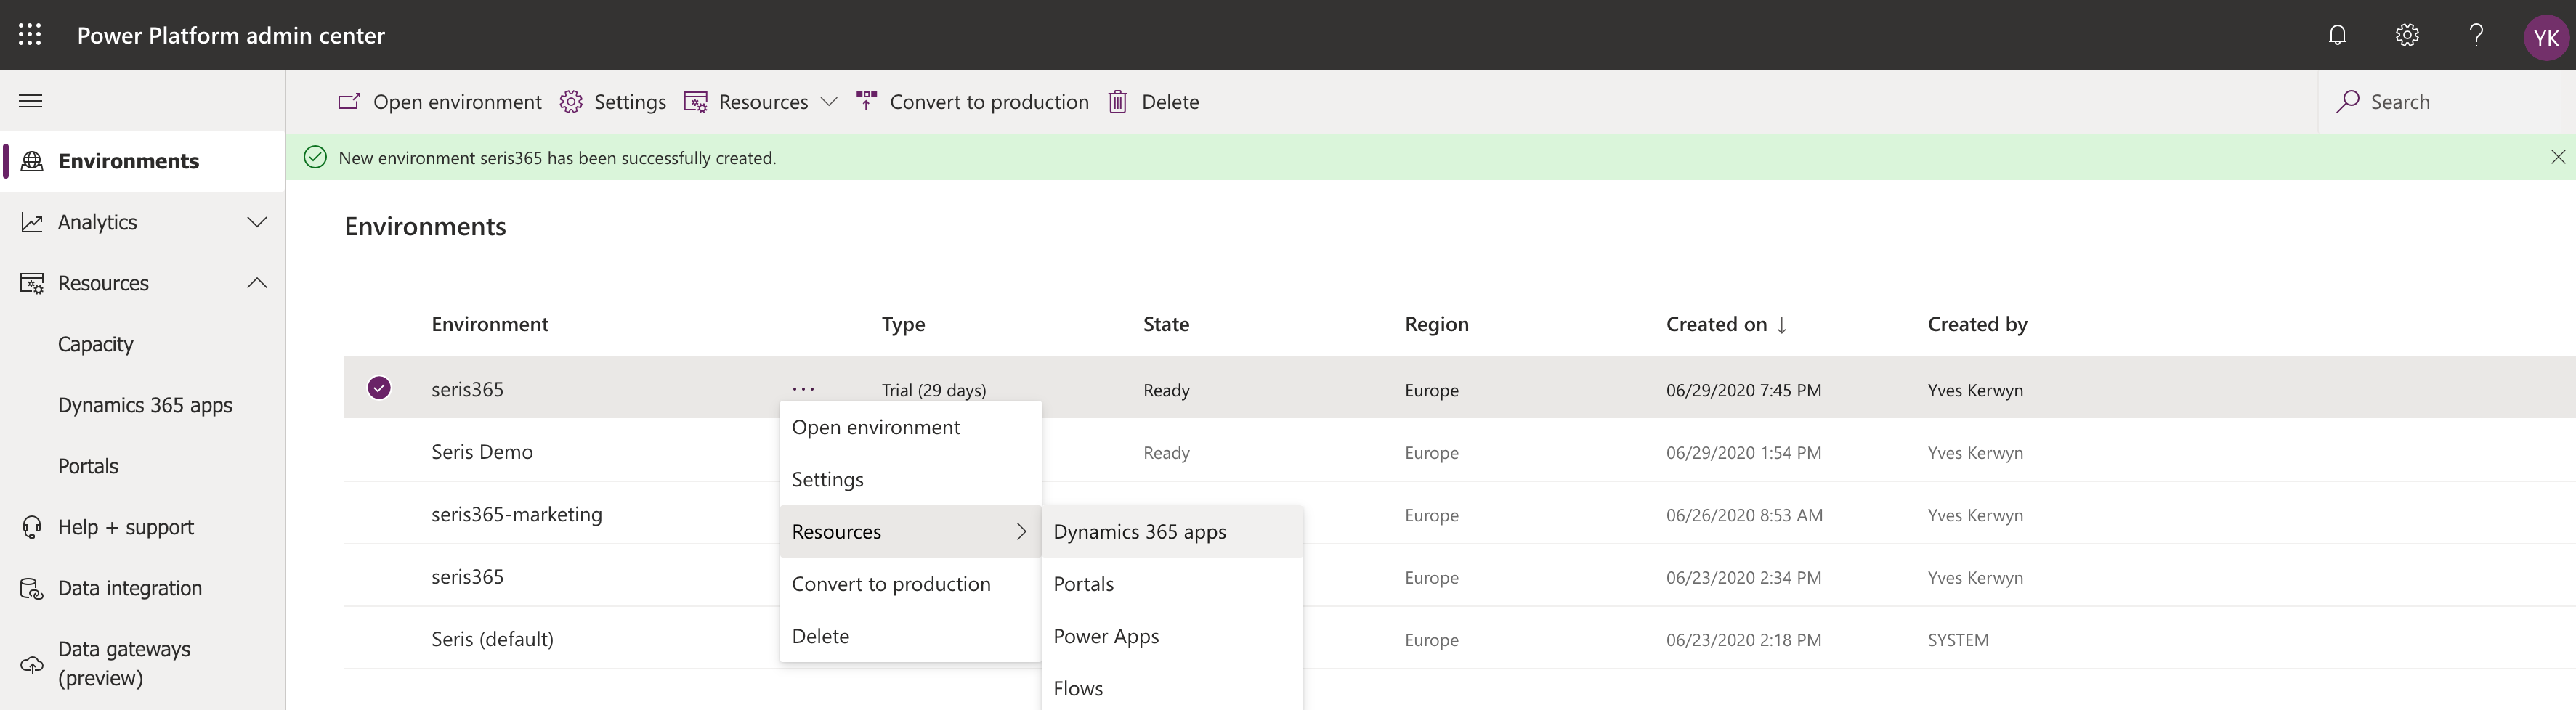 Power Platform admin center
YK
Open environment Settings Resources Convert to production Delete Search
New environment seris365 has been successfully created.
Environments
Analytics
Resources
Capacity
Dynamics 365 apps
Portals
Help + support
Data integration
Data gateways
(preview)
Environments
Environment Type State Region Created on Created by
seris365 Trial (29 days) Ready Europe 06/29/2020 7:45 PM Yves Kerwyn
Seris Demo Ready Europe 06/29/2020 1:54 PM Yves Kerwyn
seris365-marketing Europe 06/26/2020 8:53 AM Yves Kerwyn
seris365 Europe 06/23/2020 2:34 PM Yves Kerwyn
Seris (default) Europe 06/23/2020 2:18 PM SYSTEM
Open environment
Settings
Resources
Convert to production
Delete
Dynamics 365 apps
Portals
Power Apps
Flows